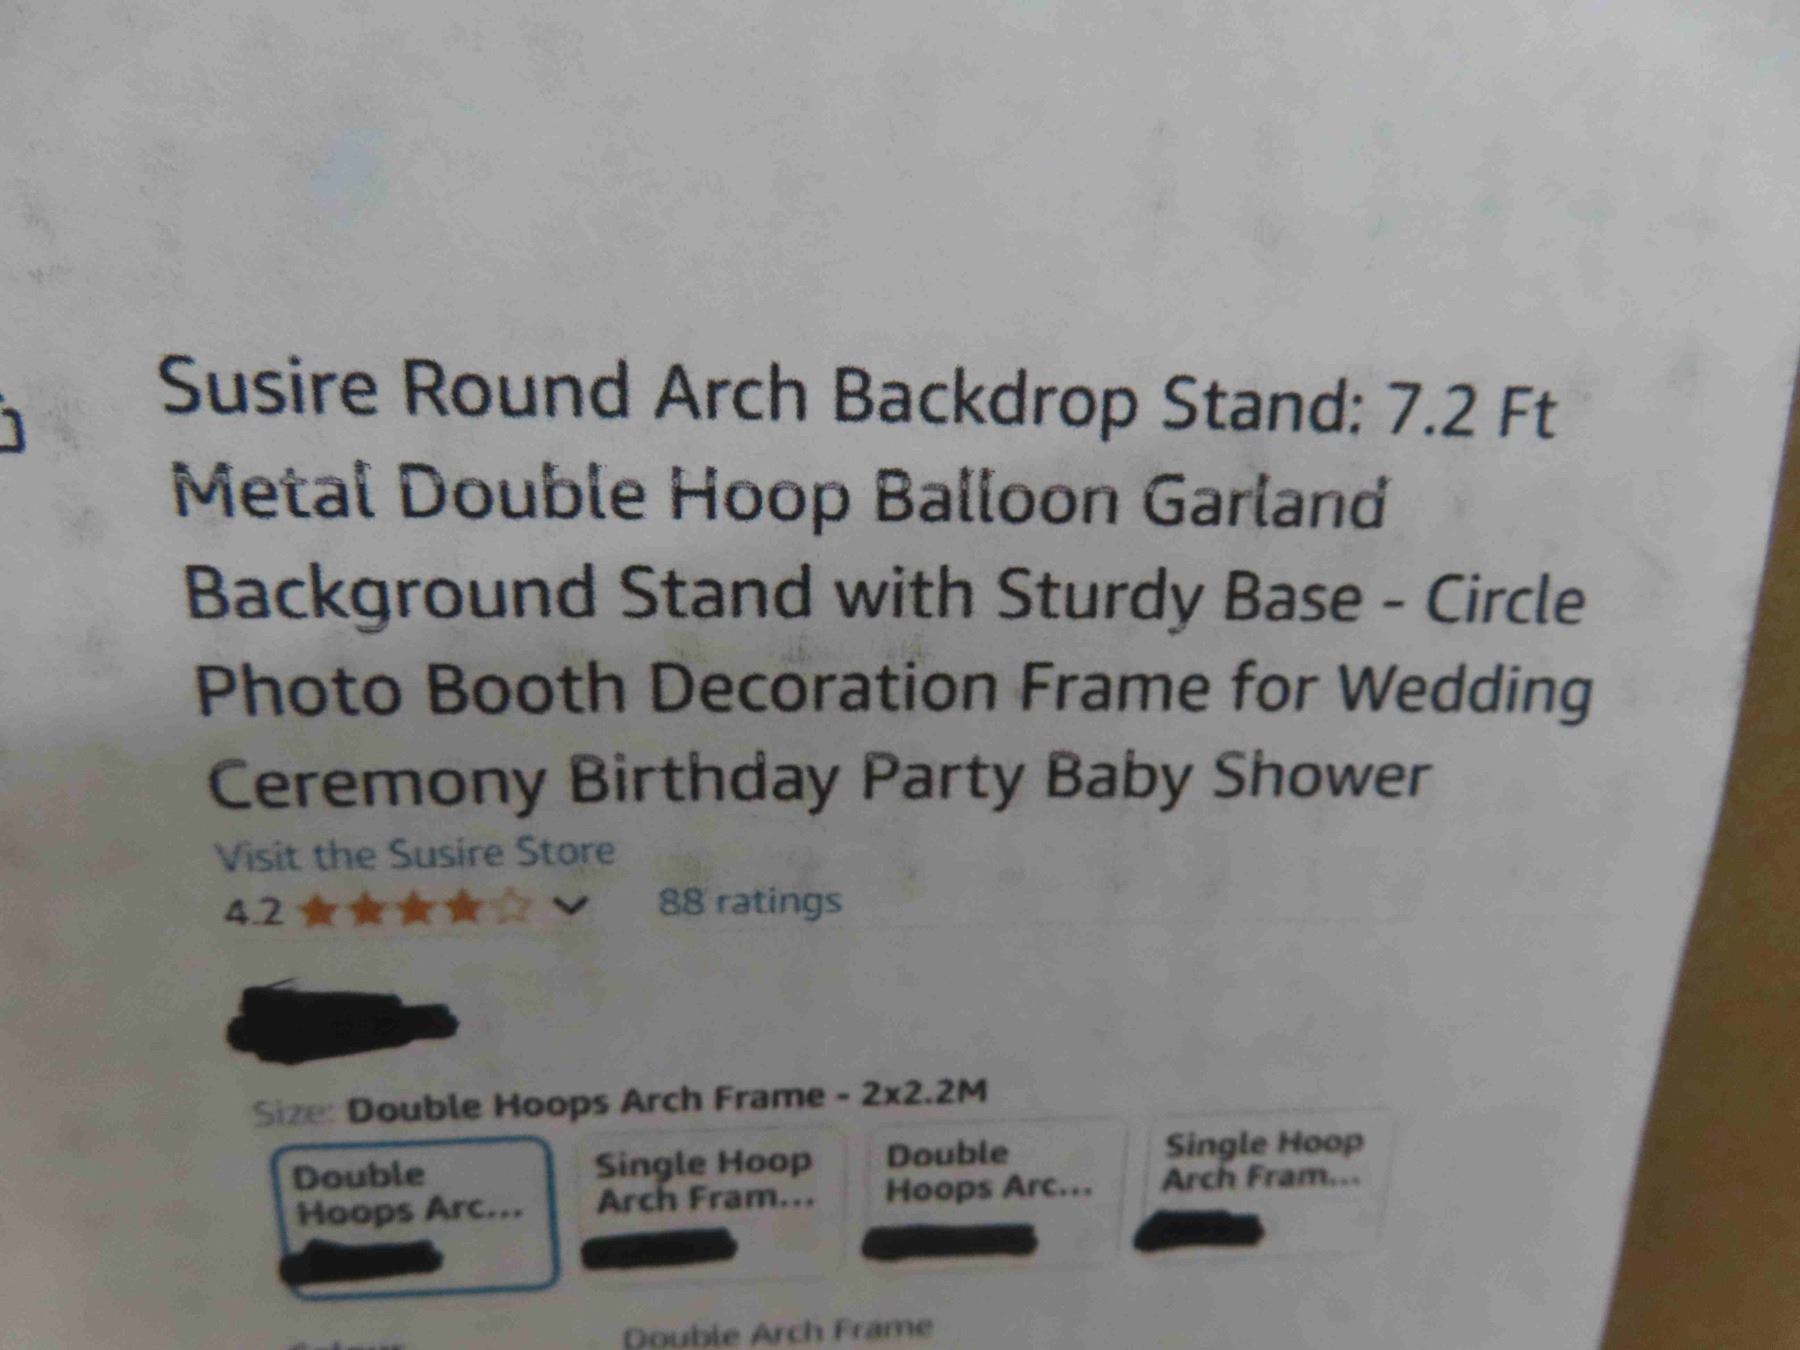 Susire Round Arch Backdrop Stand: 7.2 Ft
Metal Double Hoop Balloon Garland
Background Stand with Sturdy Base - Circle
Photo Booth Decoration Frame for Wedding
Ceremony Birthday Party Baby Shower
Visit the Susire Store
4.2 88 ratings
Size: Double Hoops Arch Frame - 2x2.2M
Double
Hoops Arc...
Single Hoop
Arch Fram...
Double
Hoops Arc...
Single Hoop
Arch Fram...
Double Arch Frame